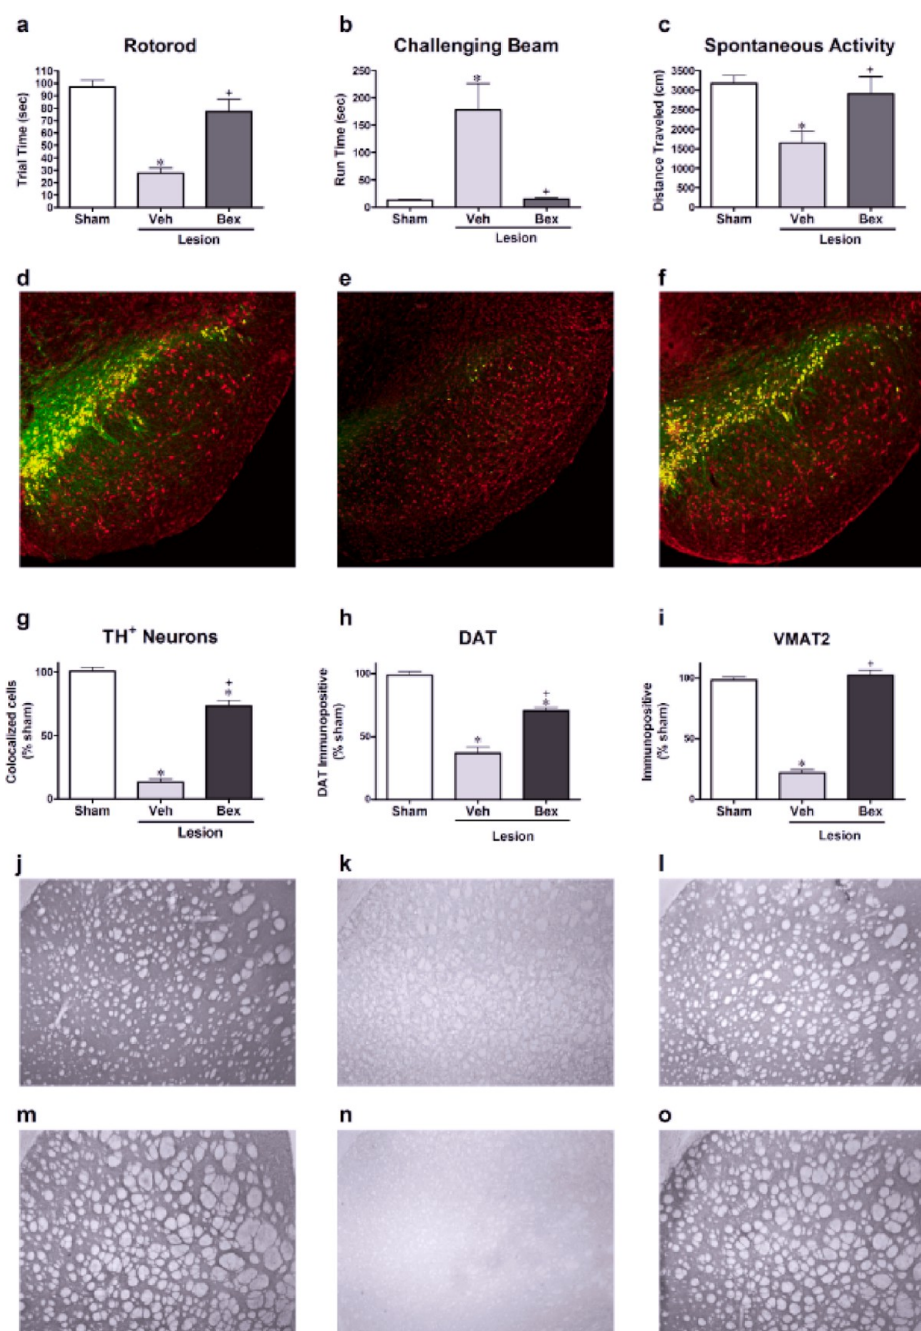 a
Rotorod
Trial Time (sec)
110
100
90
80
70
60
50
40
30
20
10
0
*
+
Sham
Veh
Bex
Lesion
b
Challenging Beam
Run Time (sec)
250
200
150
100
50
0
*
+
Sham
Veh
Bex
Lesion
c
Spontaneous Activity
Distance Traveled (cm)
3500
3000
2500
2000
1500
1000
500
0
*
+
Sham
Veh
Bex
Lesion
d
e
f
g
TH+ Neurons
Colocalized cells
(% sham)
100
50
0
*
+
*
Sham
Veh
Bex
Lesion
h
DAT
DAT Immunopositive
(% sham)
100
50
0
*
+
*
Sham
Veh
Bex
Lesion
i
VMAT2
Immunopositive
(% sham)
100
50
0
*
+
Sham
Veh
Bex
Lesion
j
k
l
m
n
o